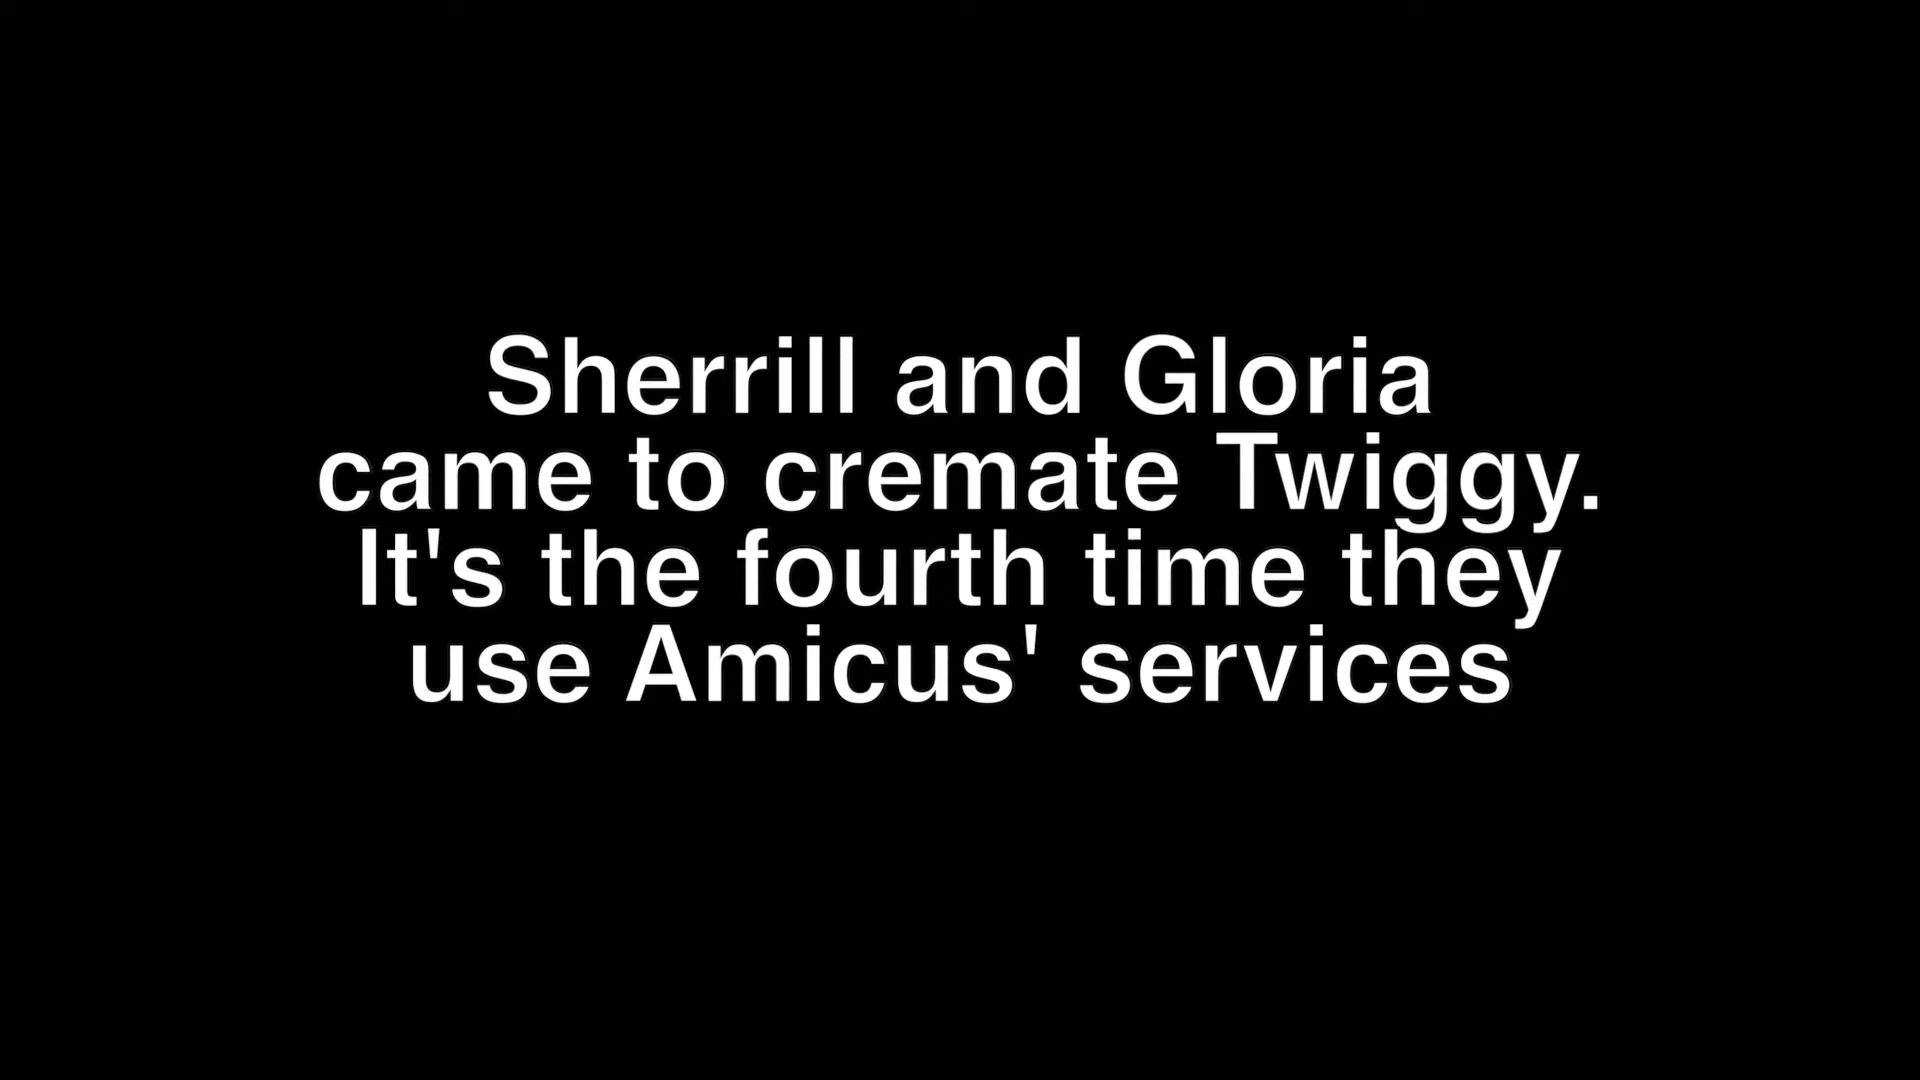 Sherrill and Gloria
came to cremate Twiggy.
It's the fourth time they
use Amicus' services